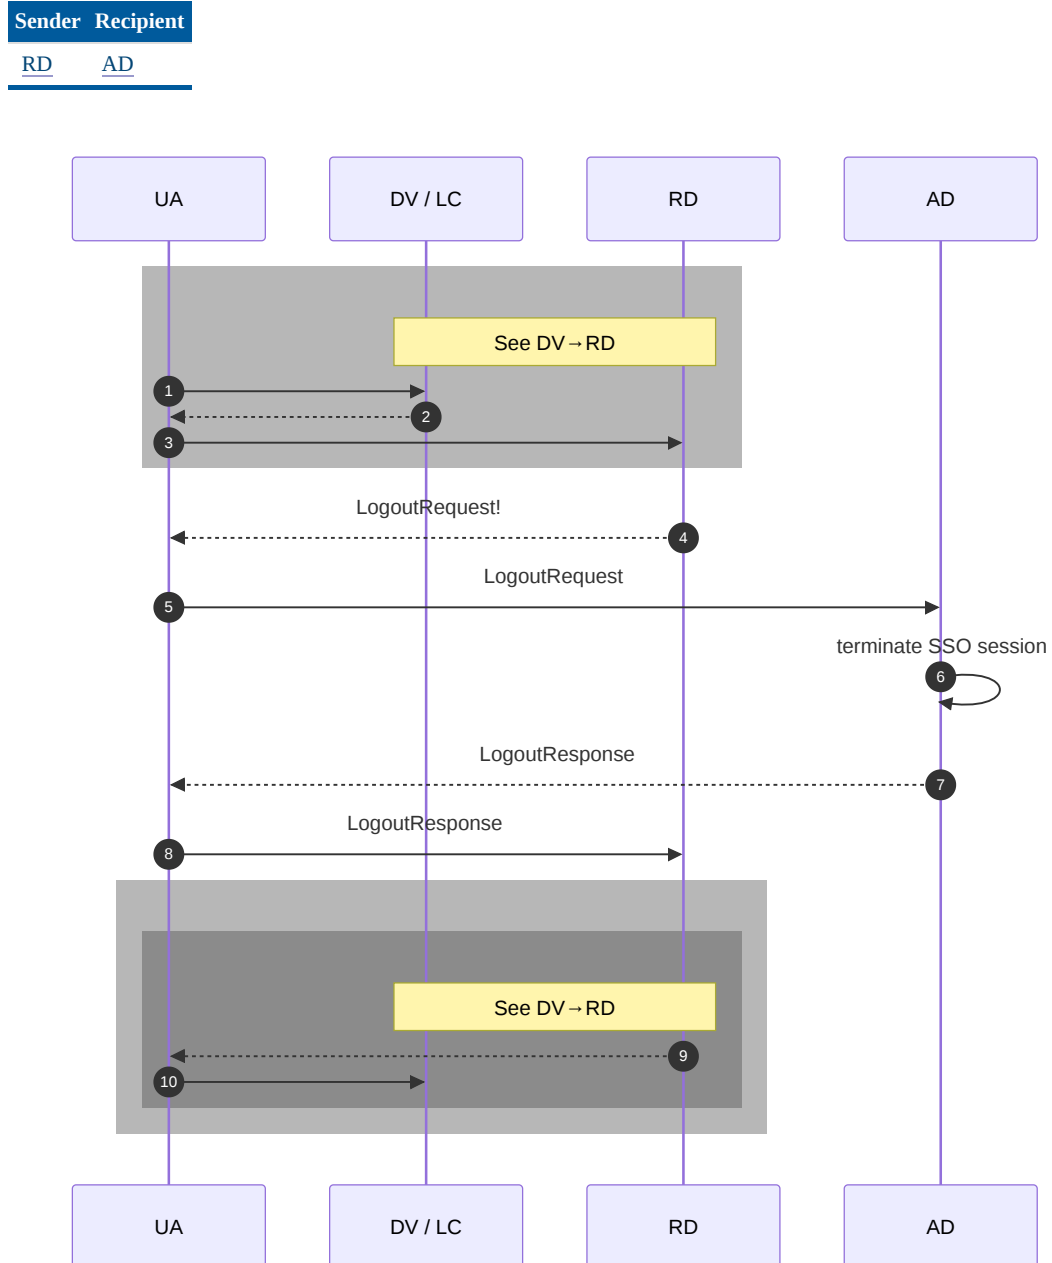 Sender Recipient
RD AD
UA DV / LC RD AD
See DV→RD
1
2
3
LogoutRequest!
4
LogoutRequest
5
terminate SSO session
6
LogoutResponse
7
LogoutResponse
8
See DV→RD
9
10
UA DV / LC RD AD